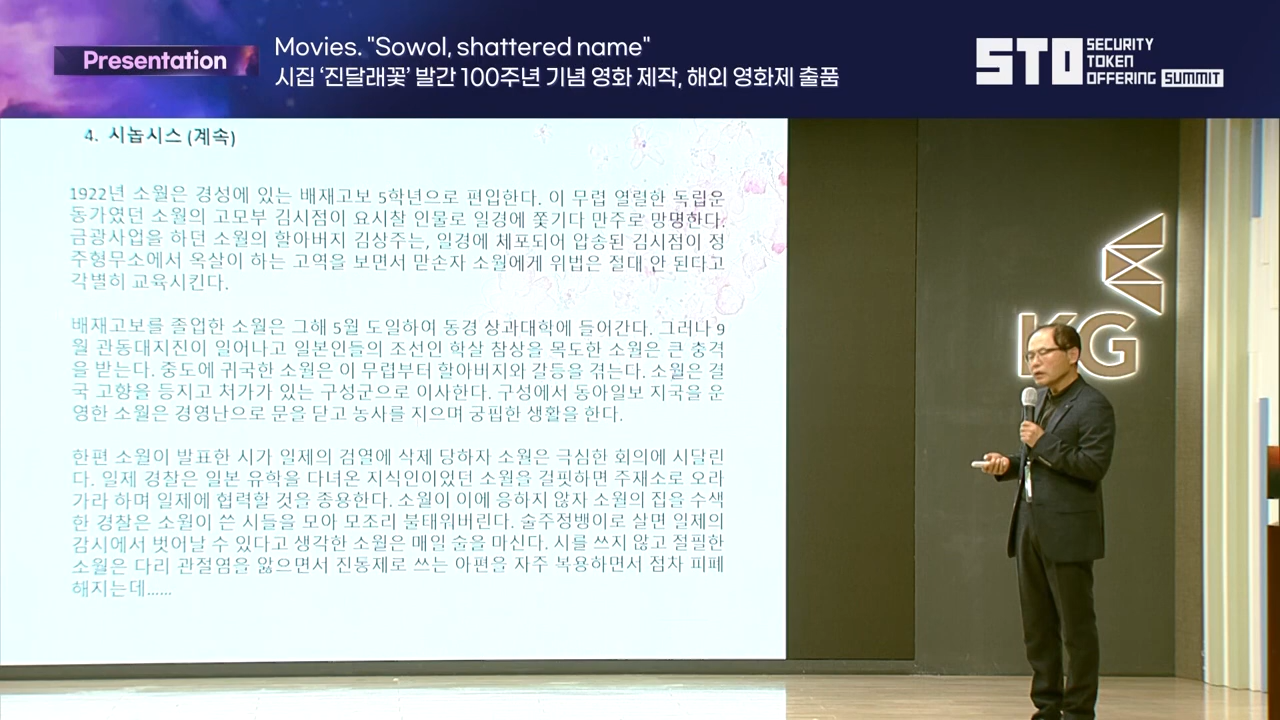 Presentation
Movies. "Sowol, shattered name"
시집 ‘진달래꽃’ 발간 100주년 기념 영화 제작, 해외 영화제 출품
STO SECURITY
TOKEN
OFFERING SUMMIT
4. 시놉시스 (계속)
1922년 소월은 경성에 있는 배재고보 5학년으로 편입한다. 이 무렵 열렬한 독립운
동가였던 소월의 고모부 김시점이 요시찰 인물로 일경에 쫓기다 만주로 망명한다.
금광사업을 하던 소월의 할아버지 김상주는, 일경에 체포되어 압송된 김시점이 정
주형무소에서 옥살이 하는 고역을 보면서 맏손자 소월에게 위법은 절대 안 된다고
각별히 교육시킨다.
배재고보를 졸업한 소월은 그해 5월 도일하여 동경 상과대학에 들어간다. 그러나 9
월 관동대지진이 일어나고 일본인들의 조선인 학살 참상을 목도한 소월은 큰 충격
을 받는다. 중도에 귀국한 소월은 이 무렵부터 할아버지와 갈등을 겪는다. 소월은 결
국 고향을 등지고 처가가 있는 구성군으로 이사한다. 구성에서 동아일보 지국을 운
영한 소월은 경영난으로 문을 닫고 농사를 지으며 궁핍한 생활을 한다.
한편 소월이 발표한 시가 일제의 검열에 삭제 당하자 소월은 극심한 회의에 시달린
다. 일제 경찰은 일본 유학을 다녀온 지식인이었던 소월을 걸핏하면 주재소로 오라
가라 하며 일제에 협력할 것을 종용한다. 소월이 이에 응하지 않자 소월의 집을 수색
한 경찰은 소월이 쓴 시들을 모아 모조리 불태워버린다. 술주정뱅이로 살면 일제의
감시에서 벗어날 수 있다고 생각한 소월은 매일 술을 마신다. 시를 쓰지 않고 절필한
소월은 다리 관절염을 앓으면서 진통제로 쓰는 아편을 자주 복용하면서 점차 피폐
해지는데......
KG